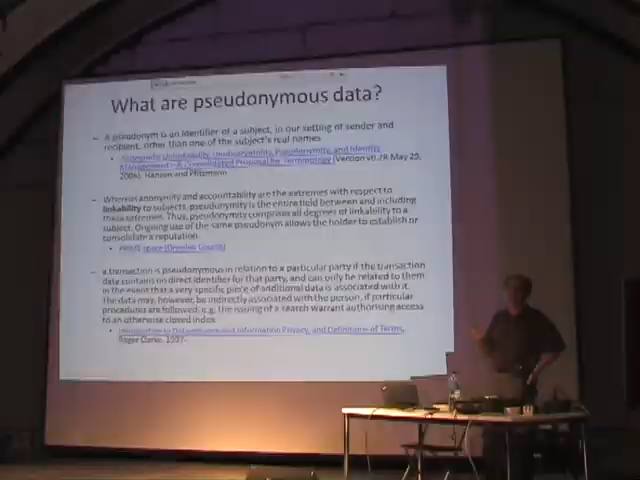 What are pseudonymous data?
– A pseudonym is an identifier of a subject, in our setting of sender and
recipient, other than one of the subject's real names
• Anonymity, Unlinkability, Unobservability, Pseudonymity, and Identity
Management – A Consolidated Proposal for Terminology (Version v0.28 May 29,
2006). Hansen and Pfitzmann
– Whereas anonymity and accountability are the extremes with respect to
linkability to subjects, pseudonymity is the entire field between and including
these extremes. Thus, pseudonymity comprises all degrees of linkability to a
subject. Ongoing use of the same pseudonym allows the holder to establish or
consolidate a reputation.
• space (Dresden
– a transaction is pseudonymous in relation to a particular party if the transaction
data contains no direct identifier for that party, and can only be related to them
in the event that a very specific piece of additional data is associated with it.
The data may, however, be indirectly associated with the person, if particular
procedures are followed, e.g. the issuing of a search warrant authorising access
to an otherwise closed index.
• Introduction to Dataveillance and Information Privacy, and Definitions of Terms,
Roger Clarke, 1997.